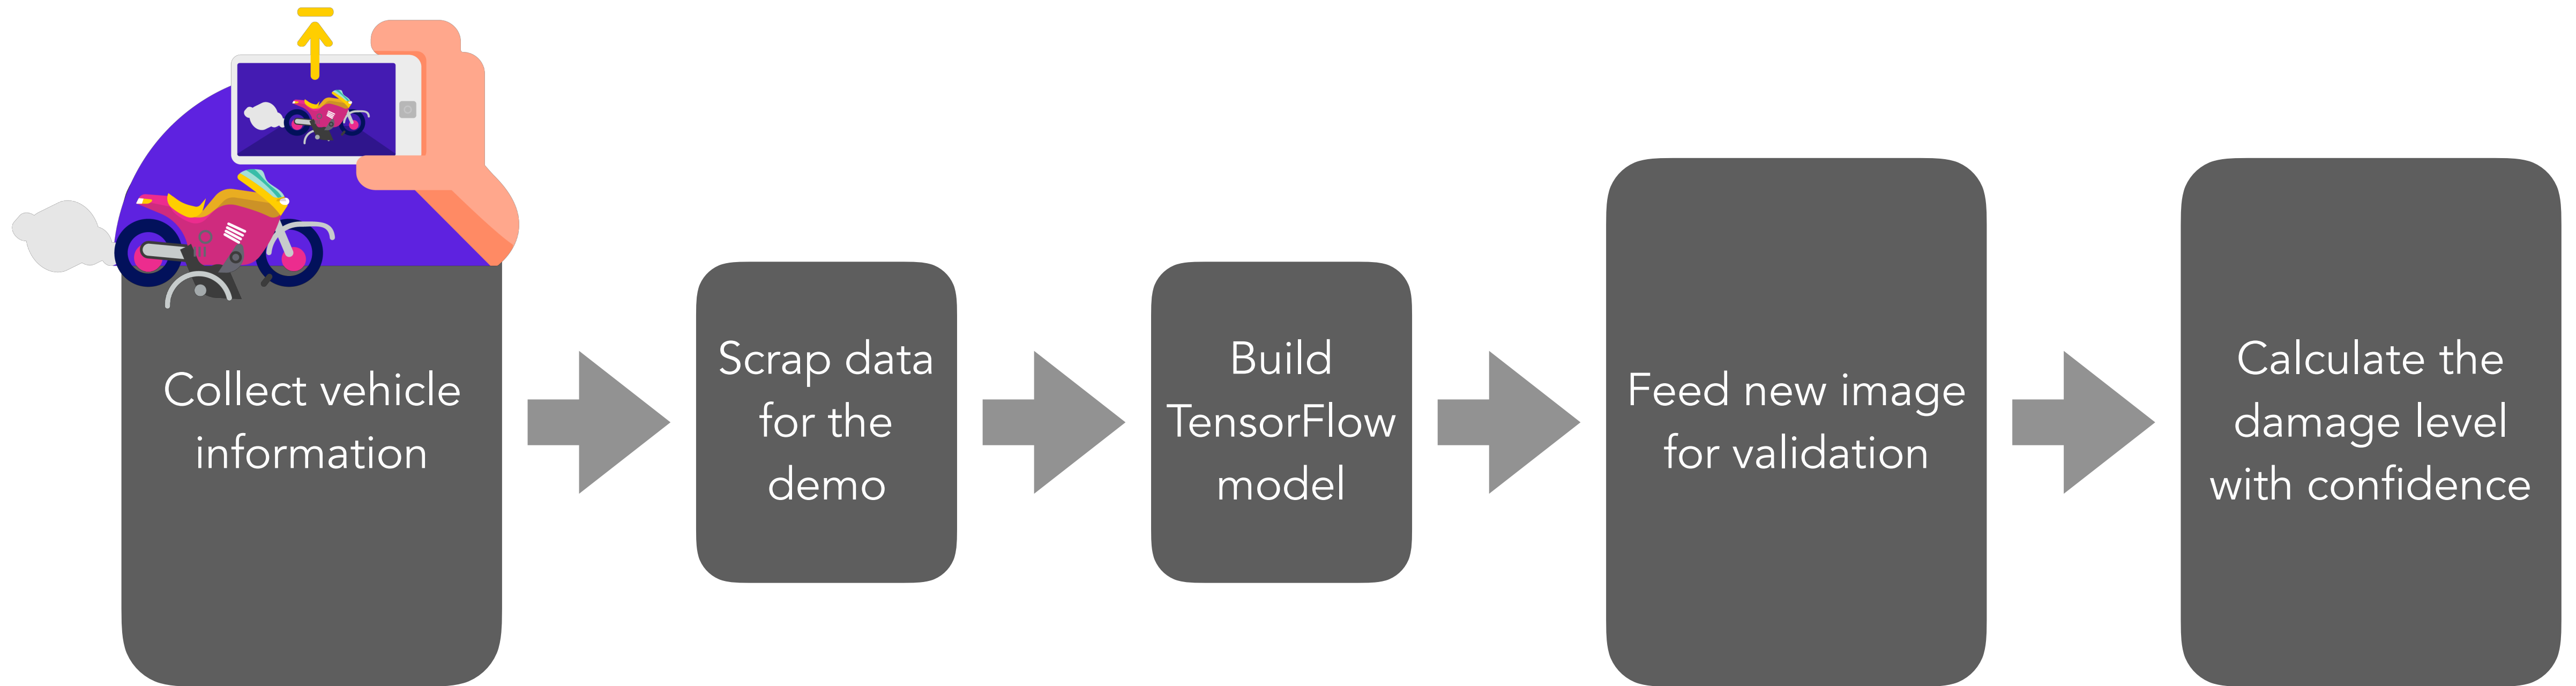 Collect vehicle
information
Scrap data
for the
demo
Build
TensorFlow
model
Feed new image
for validation
Calculate the
damage level
with confidence